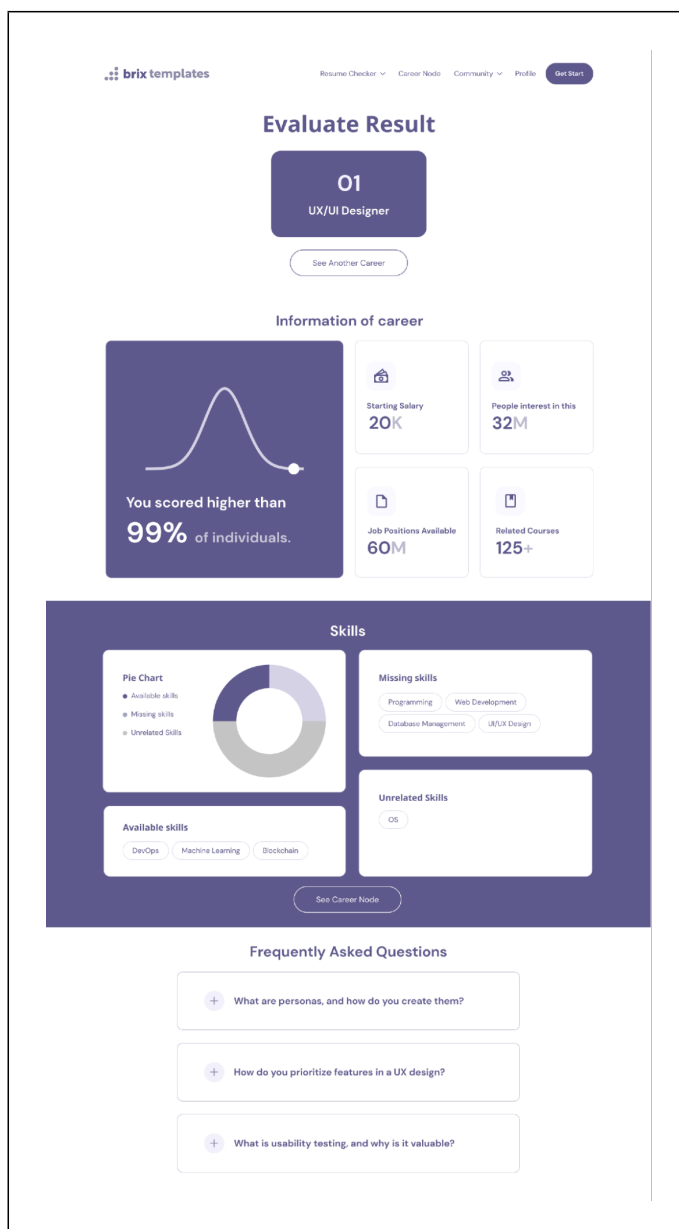 brix templates
Resume Checker Career Node Community Profile Get Start
Evaluate Result
01
UX/UI Designer
See Another Career
Information of career
You scored higher than
99% of individuals.
Starting Salary
20K
People interest in this
32M
Job Positions Available
60M
Related Courses
125+
Skills
Pie Chart
Available skills
Missing skills
Unrelated Skills
Available skills
DevOps Machine Learning Blockchain
Missing skills
Programming Web Development
Database Management UI/UX Design
Unrelated Skills
OS
See Career Node
Frequently Asked Questions
What are personas, and how do you create them?
How do you prioritize features in a UX design?
What is usability testing, and why is it valuable?